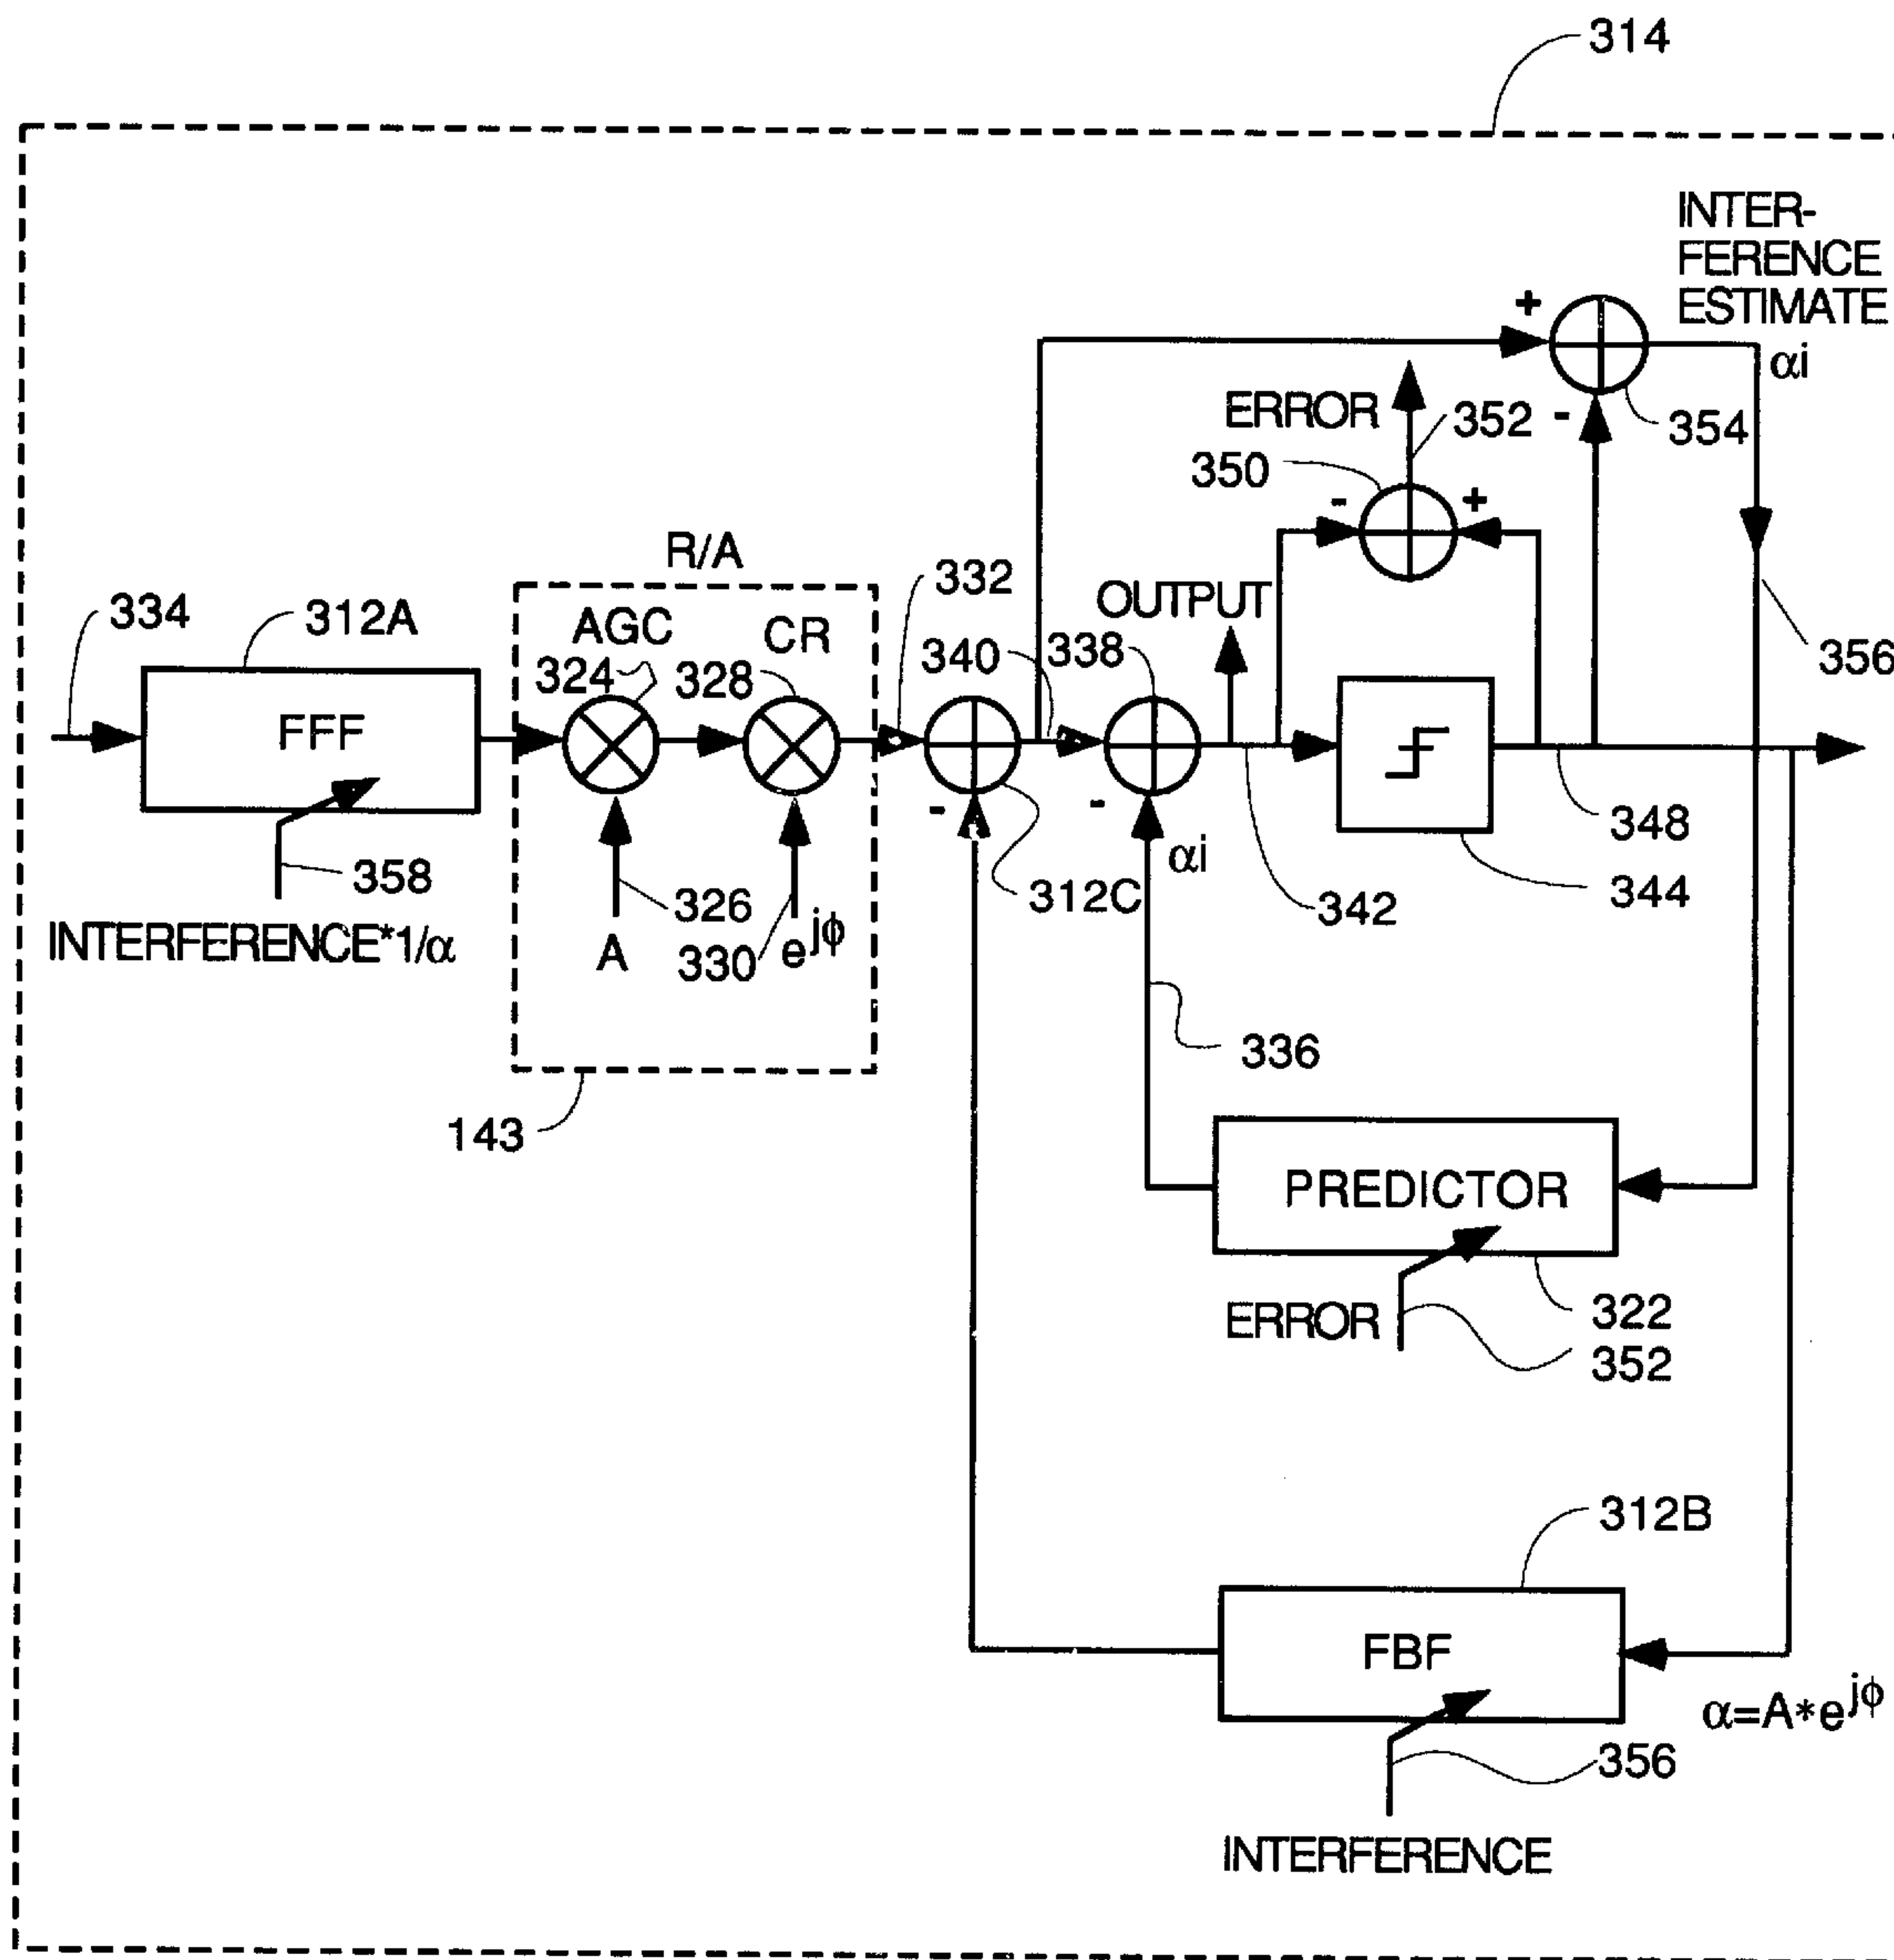 314
INTER-
FERENCE
ESTIMATE
αi
+
-
354
ERROR
352
350
-
+
R/A
332
OUTPUT
356
334
312A
AGC
CR
324
328
340
338
FFF
348
-
-
αi
358
326
312C
342
344
INTERFERENCE*1/α
A
330
e^jφ
336
143
PREDICTOR
ERROR
322
352
312B
FBF
α=A*e^jφ
356
INTERFERENCE